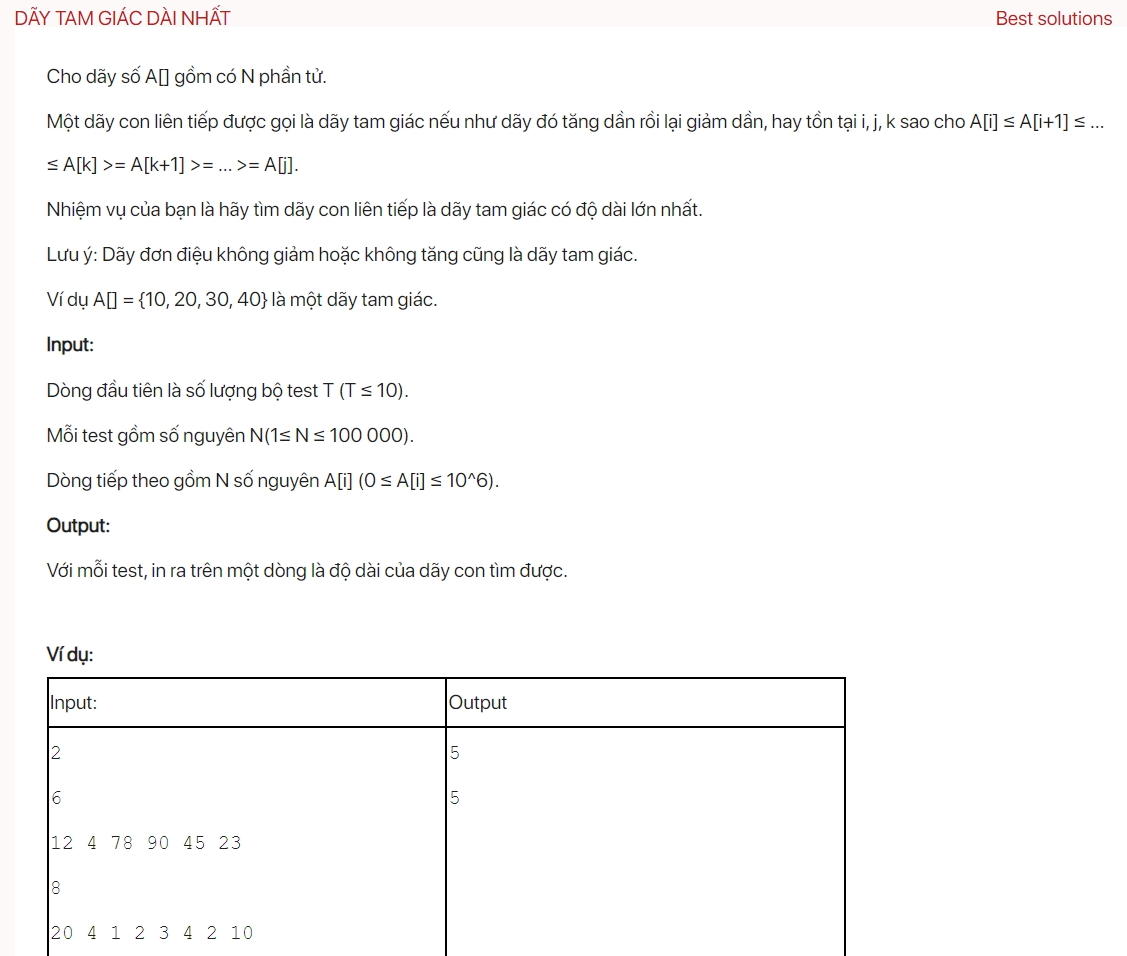 DÃY TAM GIÁC DÀI NHẤT
Best solutions
Cho dãy số A[] gồm có N phần tử.
Một dãy con liên tiếp được gọi là dãy tam giác nếu như dãy đó tăng dần rồi lại giảm dần, hay tồn tại i, j, k sao cho A[i] ≤ A[i+1] ≤ ...
≤ A[k] >= A[k+1] >= ... >= A[j].
Nhiệm vụ của bạn là hãy tìm dãy con liên tiếp là dãy tam giác có độ dài lớn nhất.
Lưu ý: Dãy đơn điệu không giảm hoặc không tăng cũng là dãy tam giác.
Ví dụ A[] = {10, 20, 30, 40} là một dãy tam giác.
Input:
Dòng đầu tiên là số lượng bộ test T (T ≤ 10).
Mỗi test gồm số nguyên N(1≤ N ≤ 100 000).
Dòng tiếp theo gồm N số nguyên A[i] (0 ≤ A[i] ≤ 10^6).
Output:
Với mỗi test, in ra trên một dòng là độ dài của dãy con tìm được.
Ví dụ:
Input:
Output
2
5
6
5
12 4 78 90 45 23
8
20 4 1 2 3 4 2 10